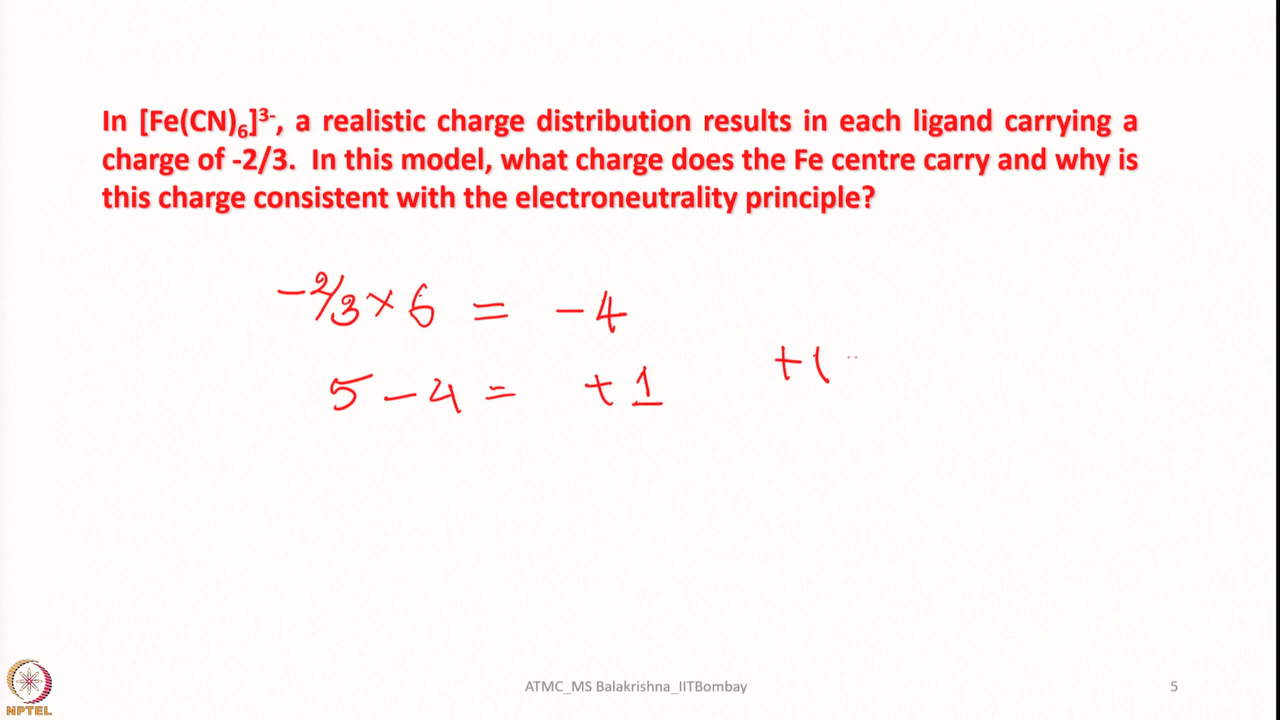 In [Fe(CN)₆]³⁻, a realistic charge distribution results in each ligand carrying a
charge of -2/3. In this model, what charge does the Fe centre carry and why is
this charge consistent with the electroneutrality principle?
-2/3 × 6 = -4
5 - 4 = +1
+(
NPTEL
ATMC_MS Balakrishna_IITBombay
5